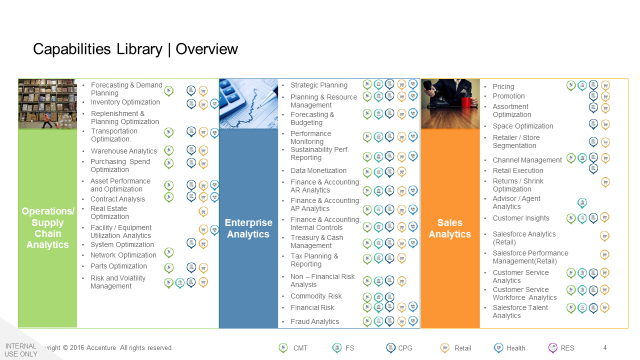 Capabilities Library | Overview
Operations/
Supply
Chain
Analytics
• Forecasting & Demand
Planning
• Inventory Optimization
• Replenishment &
Planning Optimization
• Transportation
Optimization
• Warehouse Analytics
• Purchasing Spend
Optimization
• Asset Performance
and Optimization
• Contract Analysis
• Real Estate
Optimization
• Facility / Equipment
Utilization Analytics
• System Optimization
• Network Optimization
• Parts Optimization
• Risk and Volatility
Management
Enterprise
Analytics
• Strategic Planning
• Planning & Resource
Management
• Forecasting &
Budgeting
• Performance
Monitoring
• Sustainability Perf.
Reporting
• Data Monetization
• Finance & Accounting:
AR Analytics
• Finance & Accounting:
AP Analytics
• Finance & Accounting:
Internal Controls
• Treasury & Cash
Management
• Tax Planning &
Reporting
• Non – Financial Risk
Analysis
• Commodity Risk
• Financial Risk
• Fraud Analytics
Sales
Analytics
• Pricing
• Promotion
• Assortment
Optimization
• Space Optimization
• Retailer / Store
Segmentation
• Channel Management
• Retail Execution
• Returns / Shrink
Optimization
• Advisor / Agent
Analytics
• Customer Insights
• Salesforce Analytics
(Retail)
• Salesforce Performance
Management(Retail)
• Customer Service
Analytics
• Customer Service
Workforce Analytics
• Salesforce Talent
Analytics
INTERNAL
USE ONLY
right © 2016 Accenture All rights reserved.
CMT
FS
CPG
Retail
Health
RES
4